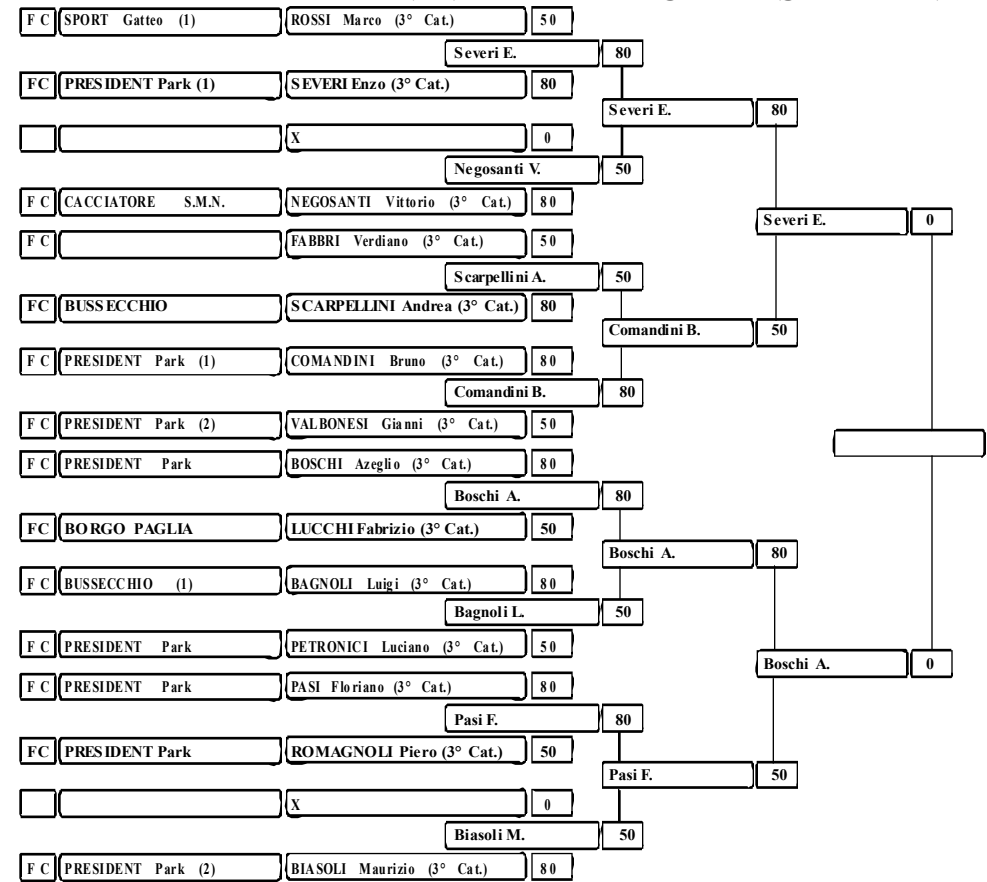 F C SPORT Gatteo (1) ROSSI Marco (3° Cat.) 50
Severi E. 80
FC PRESIDENT Park (1) SEVERI Enzo (3° Cat.) 80
Severi E. 80
X 0
Negosanti V. 50
F C CACCIATORE S.M.N. NEGOSANTI Vittorio (3° Cat.) 80
Severi E. 0
F C FABBRI Verdiano (3° Cat.) 50
Scarpellini A. 50
FC BUSSECCHIO SCARPELLINI Andrea (3° Cat.) 80
Comandini B. 50
F C PRESIDENT Park (1) COMANDINI Bruno (3° Cat.) 80
Comandini B. 80
F C PRESIDENT Park (2) VALBONESI Gianni (3° Cat.) 50
F C PRESIDENT Park BOSCHI Azeglio (3° Cat.) 80
Boschi A. 80
FC BORGO PAGLIA LUCCHI Fabrizio (3° Cat.) 50
Boschi A. 80
F C BUSSECCHIO (1) BAGNOLI Luigi (3° Cat.) 80
Bagnoli L. 50
F C PRESIDENT Park PETRONICI Luciano (3° Cat.) 50
Boschi A. 0
F C PRESIDENT Park PASI Floriano (3° Cat.) 80
Pasi F. 80
FC PRESIDENT Park ROMAGNOLI Piero (3° Cat.) 50
Pasi F. 50
X 0
Biasoli M. 50
F C PRESIDENT Park (2) BIASOLI Maurizio (3° Cat.) 80